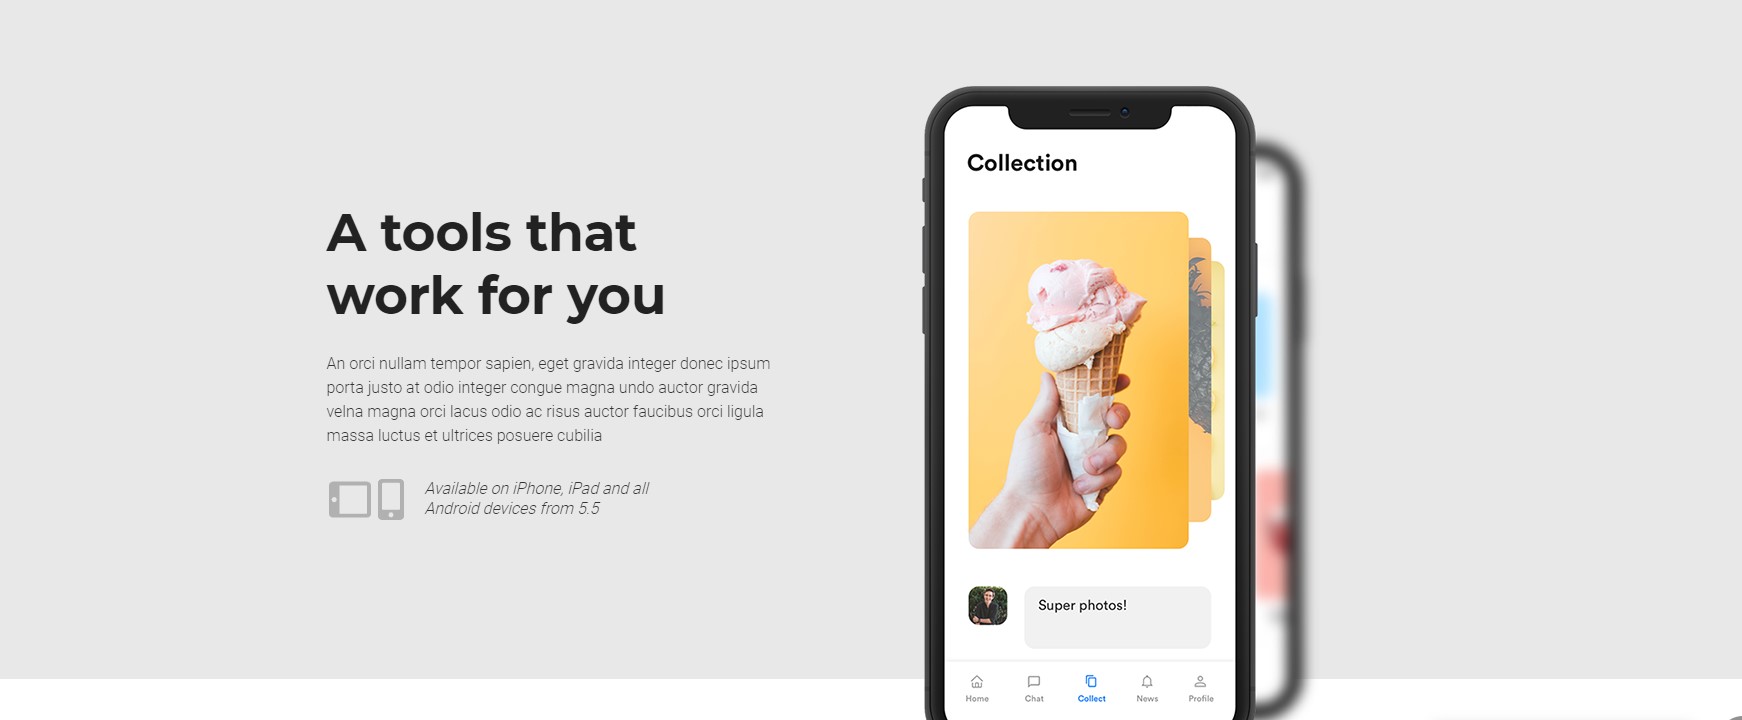 A tools that
work for you
An orci nullam tempor sapien, eget gravida integer donec ipsum
porta justo at odio integer congue magna undo auctor gravida
velna magna orci lacus odio ac risus auctor faucibus orci ligula
massa luctus et ultrices posuere cubilia
Available on iPhone, iPad and all
Android devices from 5.5
Collection
Super photos!
Home Chat Collect News Profile